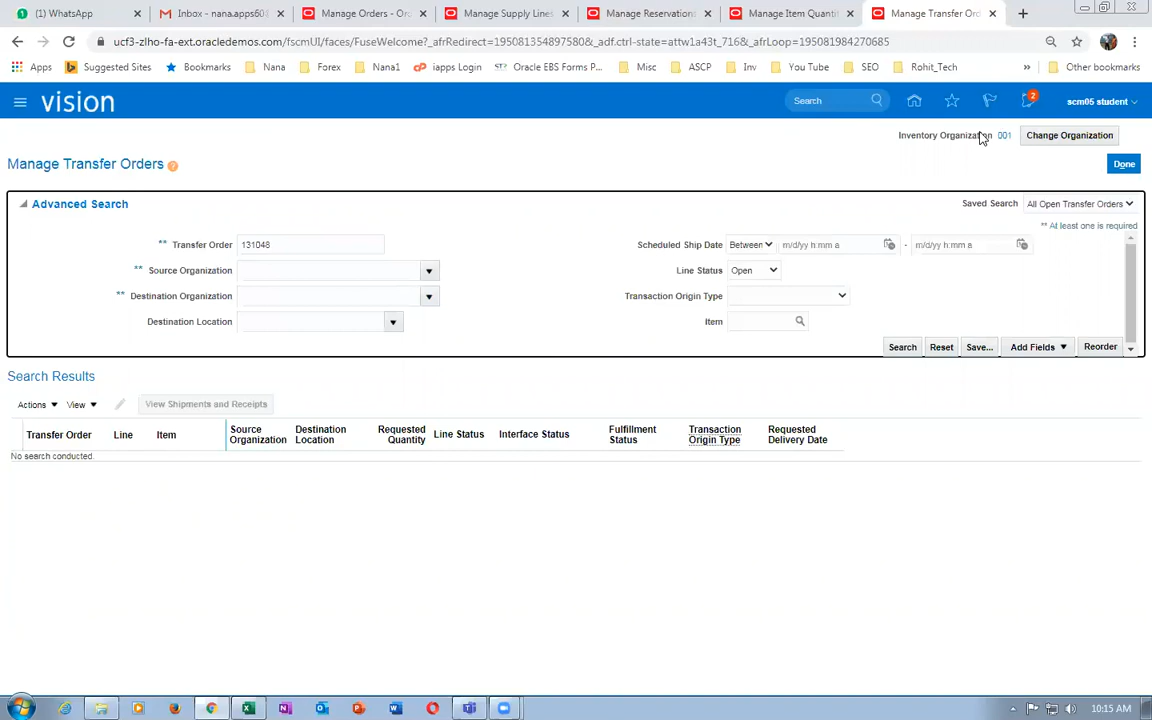 (1) WhatsApp
Inbox - nana.apps60
Manage Orders - Orc
Manage Supply Lines
Manage Reservations
Manage Item Quanti
Manage Transfer Ord
ucf3-zlho-fa-ext.oracledemos.com/fscmUI/faces/FuseWelcome?_afrRedirect=195081354897580&_adf.ctrl-state=attw1a43t_716&_afrLoop=195081984270685
Apps
Suggested Sites
Bookmarks
Nana
Forex
Nana1
iapps Login
Oracle EBS Forms P...
Misc
ASCP
Inv
You Tube
SEO
Rohit_Tech
»
Other bookmarks
vision
Search
2
scm05 student
Inventory Organization 001
Change Organization
Manage Transfer Orders
Done
Advanced Search
Saved Search All Open Transfer Orders
** At least one is required
** Transfer Order 131048
Scheduled Ship Date Between m/d/yy h:mm a - m/d/yy h:mm a
** Source Organization
Line Status Open
** Destination Organization
Transaction Origin Type
Destination Location
Item
Search Reset Save... Add Fields Reorder
Search Results
Actions View View Shipments and Receipts
Transfer Order
Line
Item
Source Organization
Destination Location
Requested Quantity
Line Status
Interface Status
Fulfillment Status
Transaction Origin Type
Requested Delivery Date
No search conducted.
10:15 AM